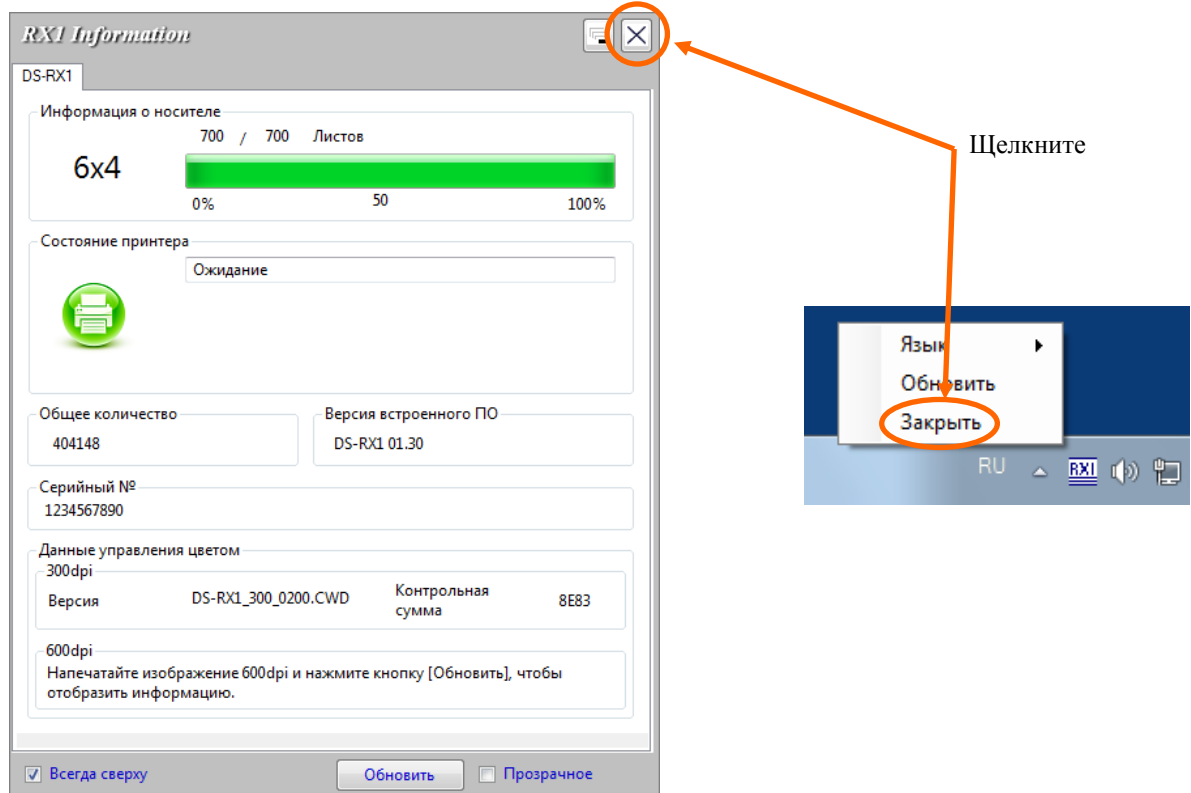 RX1 Information
DS-RX1
Информация о носителе
700 / 700 Листов
6x4
0% 50 100%
Состояние принтера
Ожидание
Общее количество
404148
Версия встроенного ПО
DS-RX1 01.30
Серийный №
1234567890
Данные управления цветом
300dpi
Версия DS-RX1_300_0200.CWD Контрольная сумма 8E83
600dpi
Напечатайте изображение 600dpi и нажмите кнопку [Обновить], чтобы
отобразить информацию.
Всегда сверху Обновить Прозрачное
Щелкните
Язык
Обновить
Закрыть
RU RX1